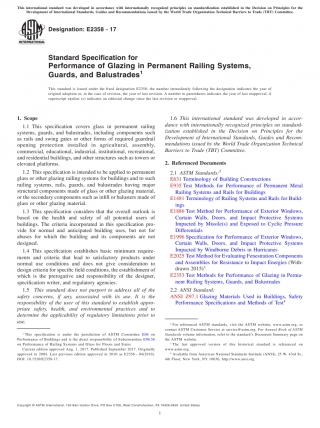 This international standard was developed in accordance with internationally recognized principles on standardization established in the Decision on Principles for the
Development of International Standards, Guides and Recommendations issued by the World Trade Organization Technical Barriers to Trade (TBT) Committee.
Designation: E2358 – 17
Standard Specification for
Performance of Glazing in Permanent Railing Systems,
Guards, and Balustrades¹
This standard is issued under the fixed designation E2358; the number immediately following the designation indicates the year of
original adoption or, in the case of revision, the year of last revision. A number in parentheses indicates the year of last reapproval. A
superscript epsilon (ε) indicates an editorial change since the last revision or reapproval.
1. Scope
1.1 This specification covers glass in permanent railing
systems, guards, and balustrades, including components such
as rails and swing gates or other forms of required guardrail
opening protection installed in agricultural, assembly,
commercial, educational, industrial, institutional, recreational,
and residential buildings, and other structures such as towers or
elevated platforms.
1.2 This specification is intended to be applied to permanent
glass or other glazing railing systems for buildings and to such
railing systems, rails, guards, and balustrades having major
structural components made of glass or other glazing material,
or the secondary components such as infill or balusters made of
glass or other glazing material.
1.3 This specification considers that the overall outlook is
based on the health and safety of all potential users of
buildings. The criteria incorporated in this specification provide
for normal and anticipated building uses, but not for
abuses for which the building and its components are not
designed.
1.4 This specification establishes basic minimum requirements
and criteria that lead to satisfactory products under
normal use conditions and does not give consideration to
design criteria for specific field conditions, the establishment of
which is the prerogative and responsibility of the designer,
specification writer, and regulatory agencies.
1.5 This standard does not purport to address all of the
safety concerns, if any, associated with its use. It is the
responsibility of the user of this standard to establish appropriate
safety, health, and environmental practices and to
determine the applicability of regulatory limitations prior to
use.
1.6 This international standard was developed in accordance
with internationally recognized principles on standardization
established in the Decision on Principles for the
Development of International Standards, Guides and Recommendations
issued by the World Trade Organization Technical
Barriers to Trade (TBT) Committee.
2. Referenced Documents
2.1 ASTM Standards:²
E631 Terminology of Building Constructions
E935 Test Methods for Performance of Permanent Metal
Railing Systems and Rails for Buildings
E1481 Terminology of Railing Systems and Rails for Buildings
E1886 Test Method for Performance of Exterior Windows,
Curtain Walls, Doors, and Impact Protective Systems
Impacted by Missile(s) and Exposed to Cyclic Pressure
Differentials
E1996 Specification for Performance of Exterior Windows,
Curtain Walls, Doors, and Impact Protective Systems
Impacted by Windborne Debris in Hurricanes
E2025 Test Method for Evaluating Fenestration Components
and Assemblies for Resistance to Impact Energies (Withdrawn
2015)³
E2353 Test Methods for Performance of Glazing in Permanent
Railing Systems, Guards, and Balustrades
2.2 ANSI Standard:
ANSI Z97.1 Glazing Materials Used in Buildings, Safety
Performance Specifications and Methods of Test⁴
¹ This specification is under the jurisdiction of ASTM Committee E06 on
Performance of Buildings and is the direct responsibility of Subcommittee E06.56
on Performance of Railing Systems and Glass for Floors and Stairs.
Current edition approved Aug. 1, 2017. Published September 2017. Originally
approved in 2004. Last previous edition approved in 2010 as E2358 –
DOI: 10.1520/E2358-17.
² For referenced ASTM standards, visit the ASTM website, www.astm.org, or
contact ASTM Customer Service at service@astm.org. For Annual Book of ASTM
Standards volume information, refer to the standard's Document Summary page on
the ASTM website.
³ The last approved version of this historical standard is referenced on
www.astm.org.
⁴ Available from American National Standards Institute (ANSI), 25 W. 43rd St.,
4th Floor, New York, NY 10036, http://www.ansi.org.
Copyright © ASTM International, 100 Barr Harbor Drive, PO Box C700, West Conshohocken, PA 19428-2959. United States
1